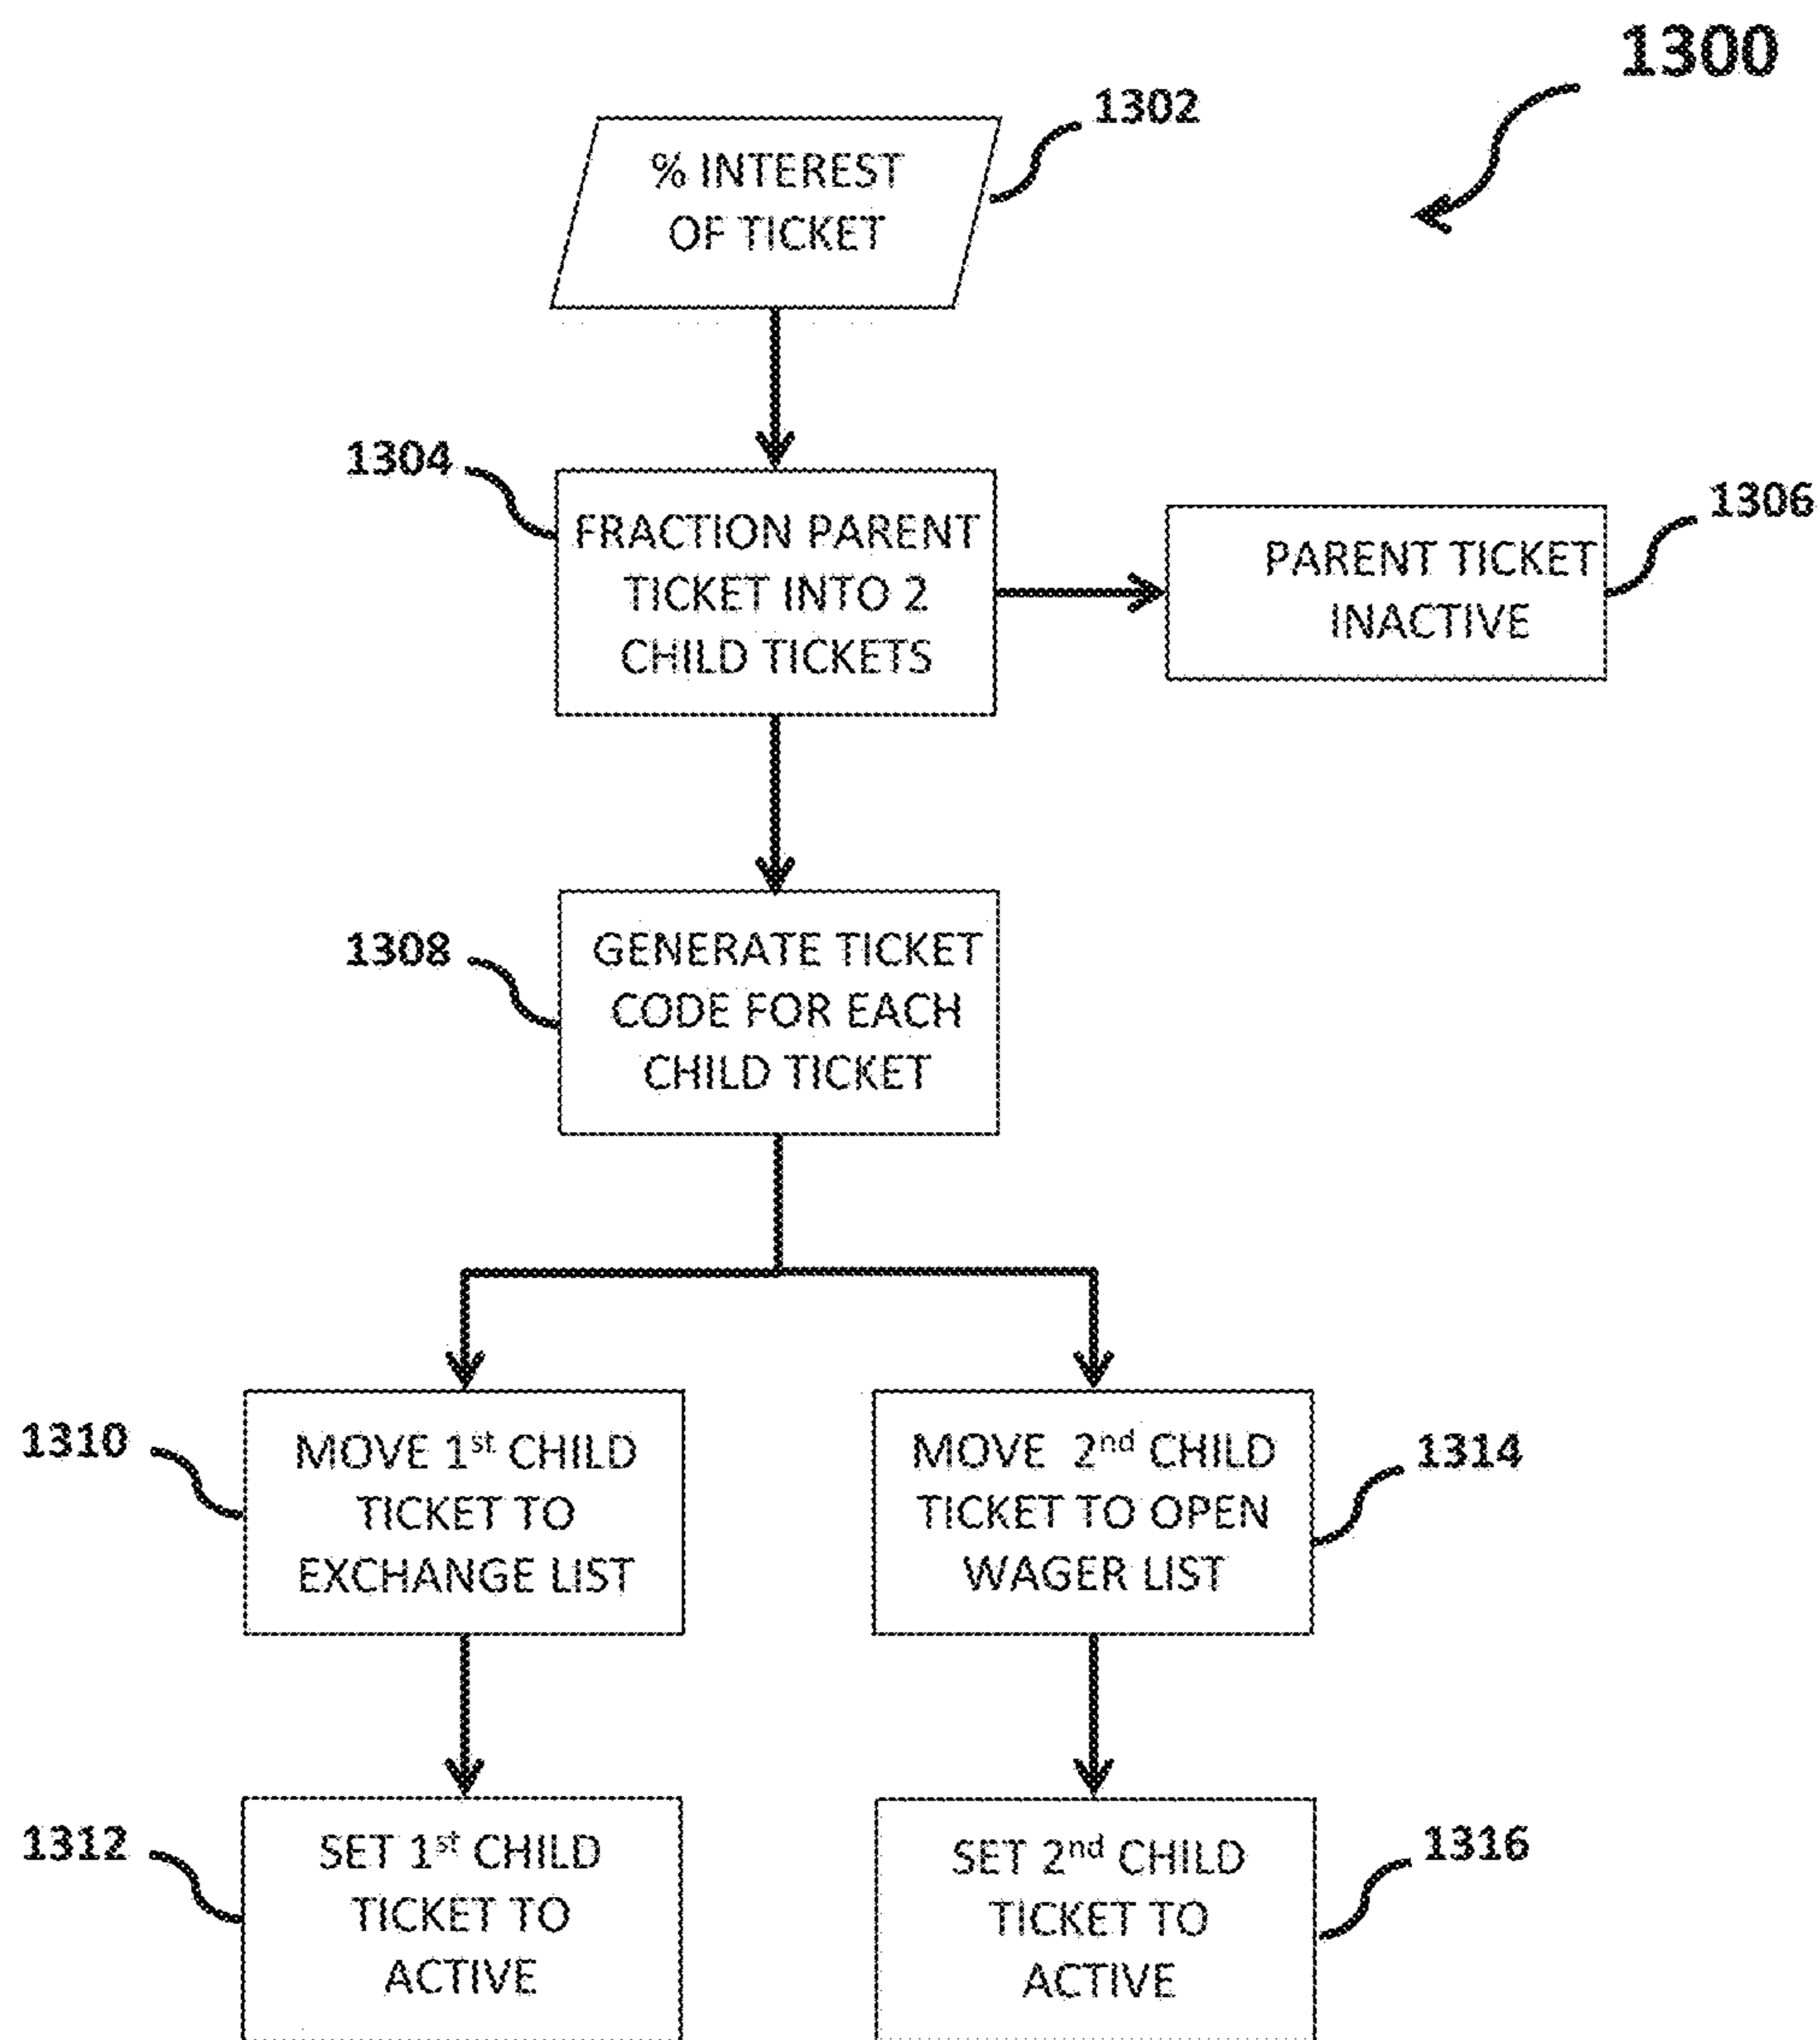 1300
1302
% INTEREST
OF TICKET
1304
FRACTION PARENT
TICKET INTO 2
CHILD TICKETS
1306
PARENT TICKET
INACTIVE
1308
GENERATE TICKET
CODE FOR EACH
CHILD TICKET
1310
MOVE 1st CHILD
TICKET TO
EXCHANGE LIST
MOVE 2nd CHILD
TICKET TO OPEN
WAGER LIST
1314
1312
SET 1st CHILD
TICKET TO
ACTIVE
SET 2nd CHILD
TICKET TO
ACTIVE
1316